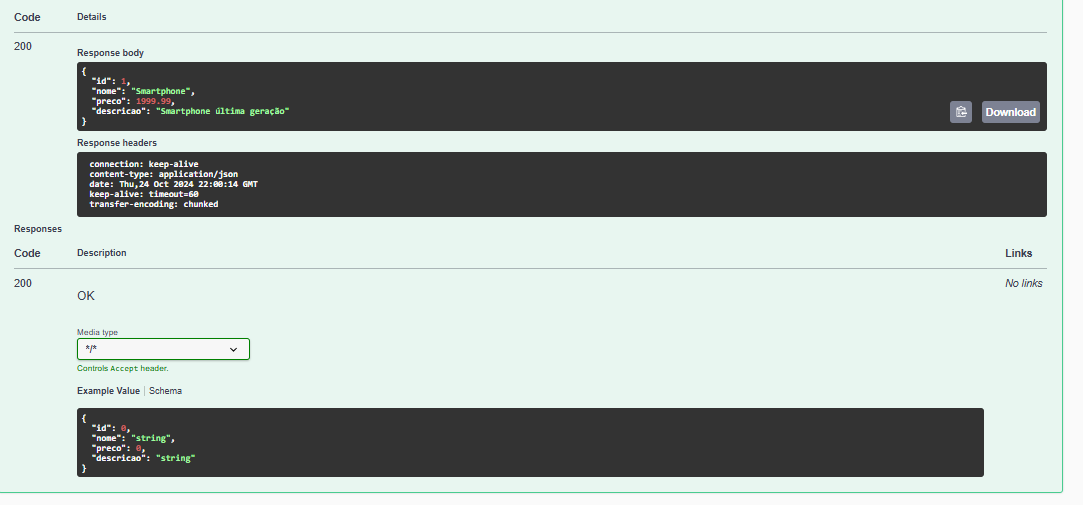 Code Details
200
Response body
{
"id": 1,
"nome": "Smartphone",
"preco": 1999.99,
"descricao": "Smartphone última geração"
}
Download
Response headers
connection: keep-alive
content-type: application/json
date: Thu,24 Oct 2024 22:00:14 GMT
keep-alive: timeout=60
transfer-encoding: chunked
Responses
Code Description Links
200 No links
OK
Media type
*/*
Controls Accept header.
Example Value | Schema
{
"id": 0,
"nome": "string",
"preco": 0,
"descricao": "string"
}